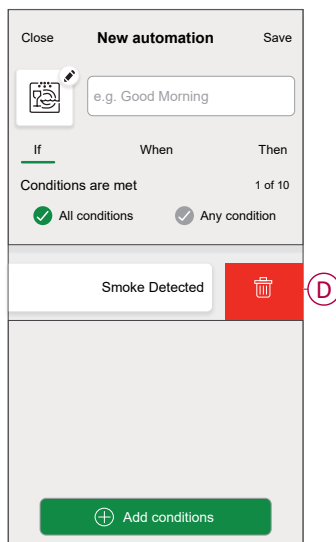 Close New automation Save
e.g. Good Morning
If When Then
Conditions are met 1 of 10
All conditions Any condition
Smoke Detected
D
Add conditions